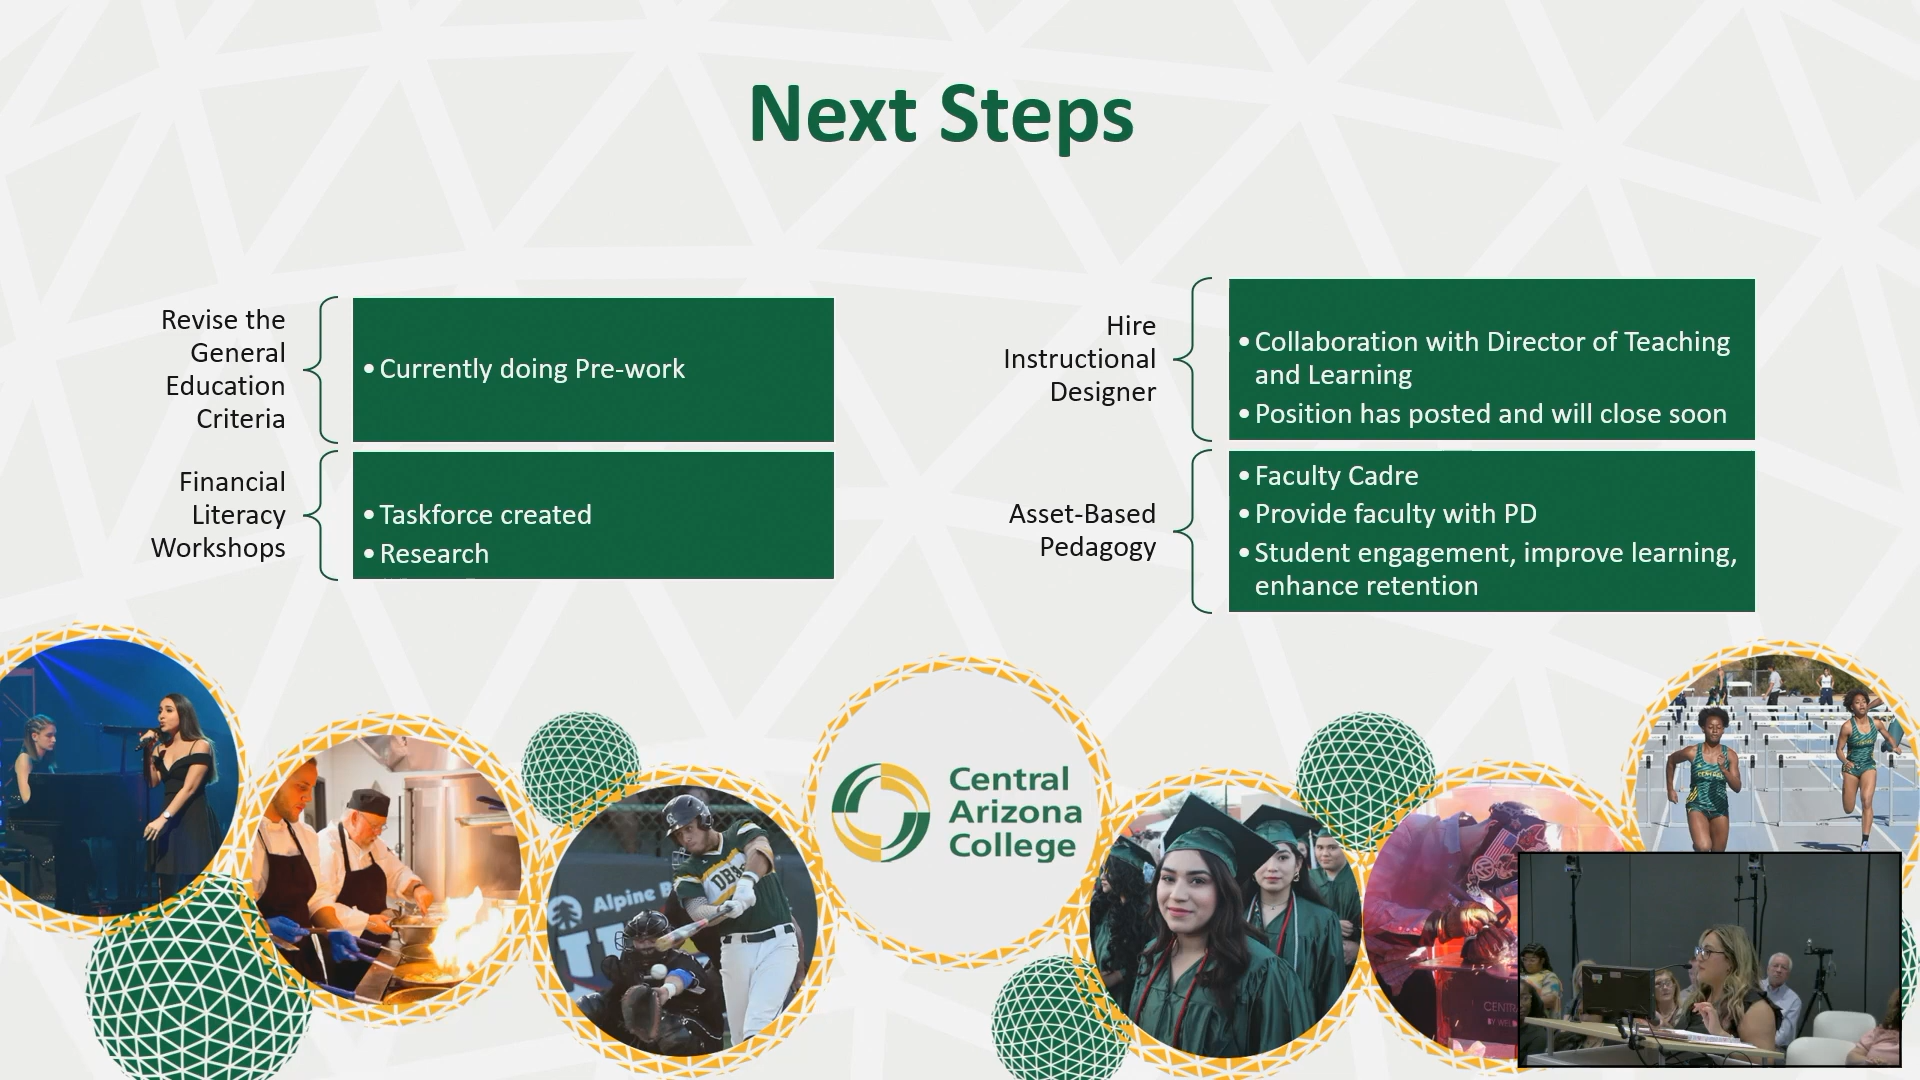 Next Steps
Revise the
General
Education
Criteria
• Currently doing Pre-work
Financial
Literacy
Workshops
• Taskforce created
• Research
Hire
Instructional
Designer
• Collaboration with Director of Teaching
and Learning
• Position has posted and will close soon
Asset-Based
Pedagogy
• Faculty Cadre
• Provide faculty with PD
• Student engagement, improve learning,
enhance retention
Central
Arizona
College
Alpine